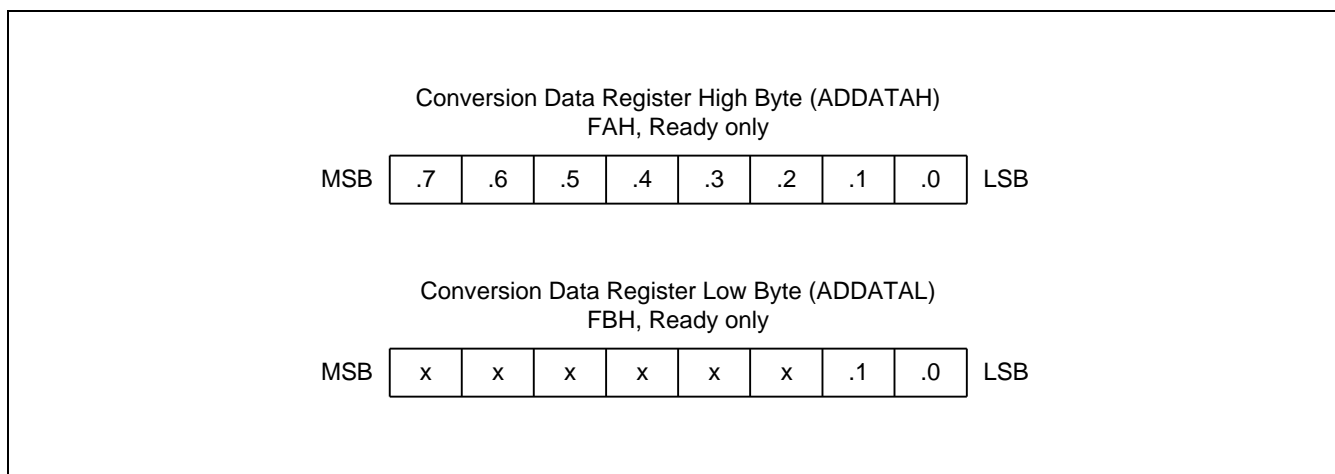 Conversion Data Register High Byte (ADDATAH)
FAH, Ready only
MSB .7 .6 .5 .4 .3 .2 .1 .0 LSB
Conversion Data Register Low Byte (ADDATAL)
FBH, Ready only
MSB x x x x x x .1 .0 LSB